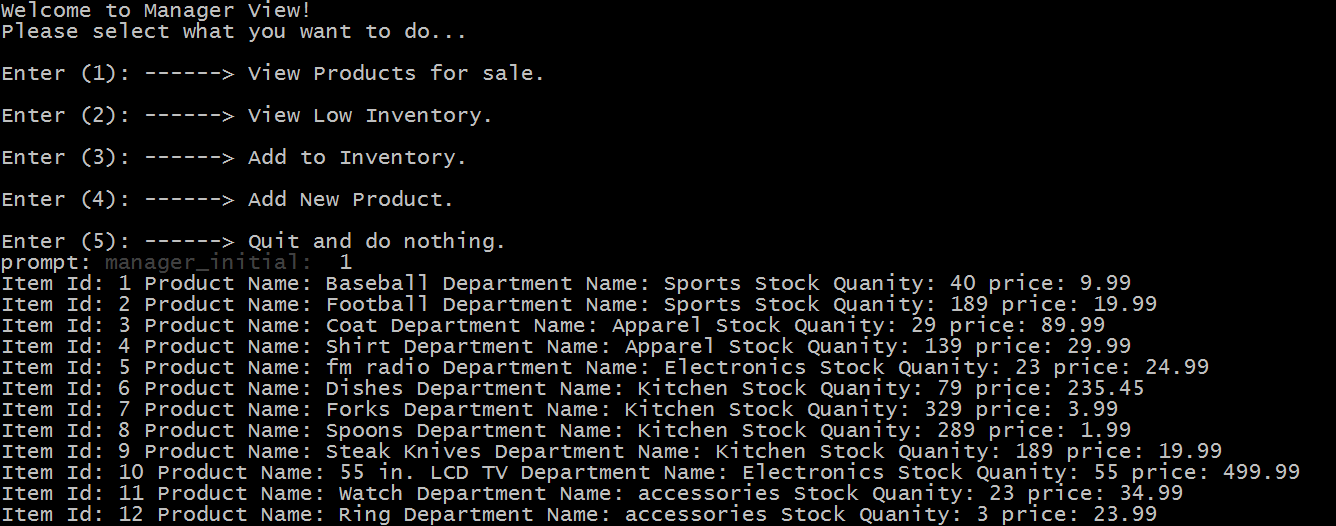 Welcome to Manager View!
Please select what you want to do...
Enter (1): ------> View Products for sale.
Enter (2): ------> View Low Inventory.
Enter (3): ------> Add to Inventory.
Enter (4): ------> Add New Product.
Enter (5): ------> Quit and do nothing.
prompt: manager_initial:  1
Item Id: 1 Product Name: Baseball Department Name: Sports Stock Quanity: 40 price: 9.99
Item Id: 2 Product Name: Football Department Name: Sports Stock Quanity: 189 price: 19.99
Item Id: 3 Product Name: Coat Department Name: Apparel Stock Quanity: 29 price: 89.99
Item Id: 4 Product Name: Shirt Department Name: Apparel Stock Quanity: 139 price: 29.99
Item Id: 5 Product Name: fm radio Department Name: Electronics Stock Quanity: 23 price: 24.99
Item Id: 6 Product Name: Dishes Department Name: Kitchen Stock Quanity: 79 price: 235.45
Item Id: 7 Product Name: Forks Department Name: Kitchen Stock Quanity: 329 price: 3.99
Item Id: 8 Product Name: Spoons Department Name: Kitchen Stock Quanity: 289 price: 1.99
Item Id: 9 Product Name: Steak Knives Department Name: Kitchen Stock Quanity: 189 price: 19.99
Item Id: 10 Product Name: 55 in. LCD TV Department Name: Electronics Stock Quanity: 55 price: 499.99
Item Id: 11 Product Name: Watch Department Name: accessories Stock Quanity: 23 price: 34.99
Item Id: 12 Product Name: Ring Department Name: accessories Stock Quanity: 3 price: 23.99